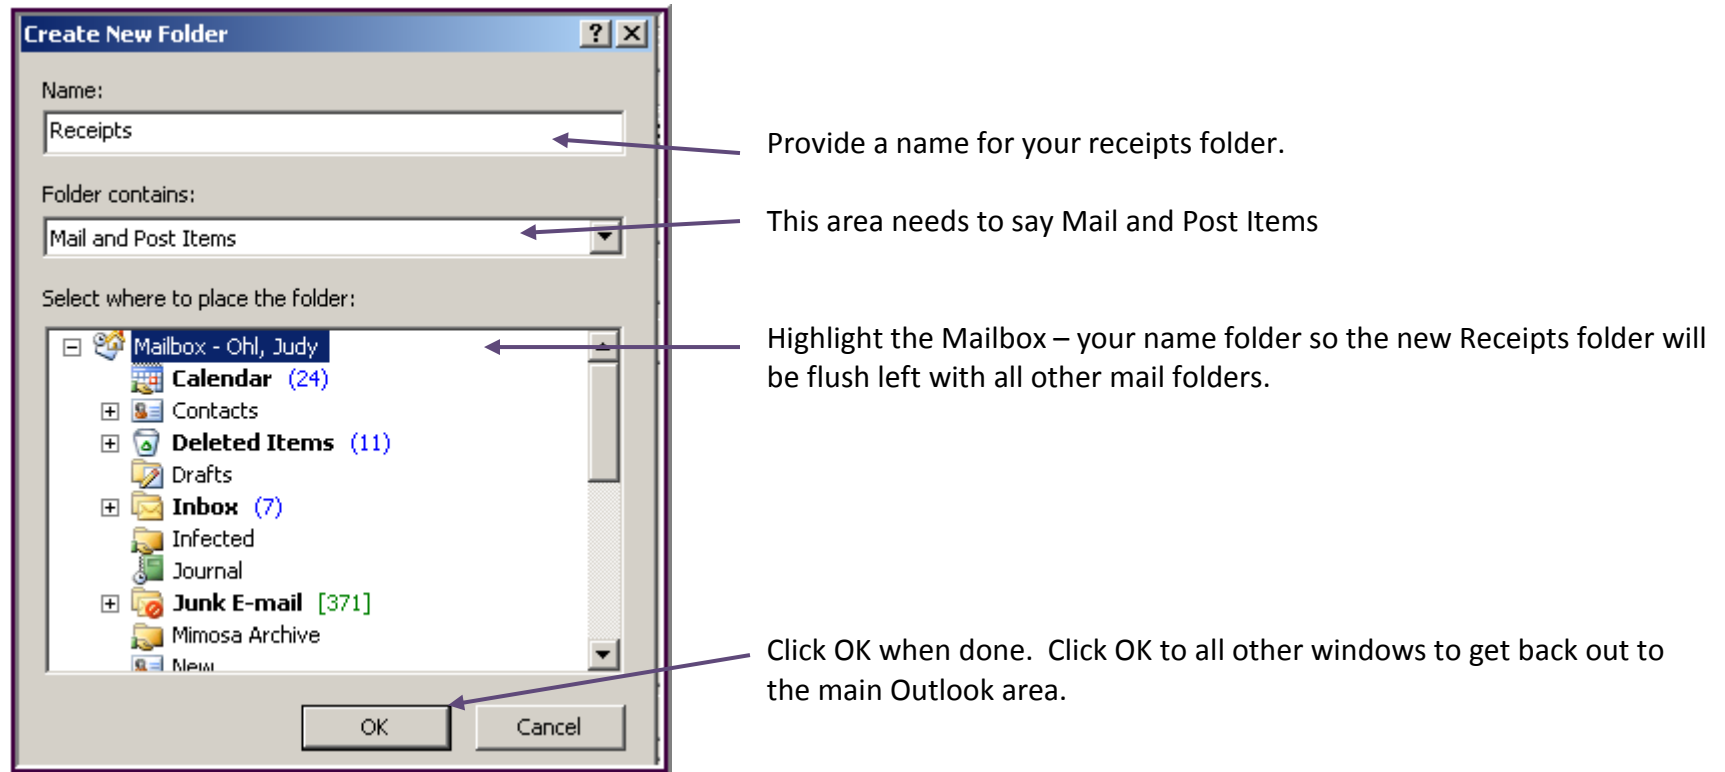 Create New Folder
Name:
Receipts
Provide a name for your receipts folder.
Folder contains:
Mail and Post Items
This area needs to say Mail and Post Items
Select where to place the folder:
Mailbox - Ohl, Judy
Highlight the Mailbox – your name folder so the new Receipts folder will
be flush left with all other mail folders.
Calendar (24)
Contacts
Deleted Items (11)
Drafts
Inbox (7)
Infected
Journal
Junk E-mail [371]
Mimosa Archive
New
Click OK when done.  Click OK to all other windows to get back out to
the main Outlook area.
OK
Cancel